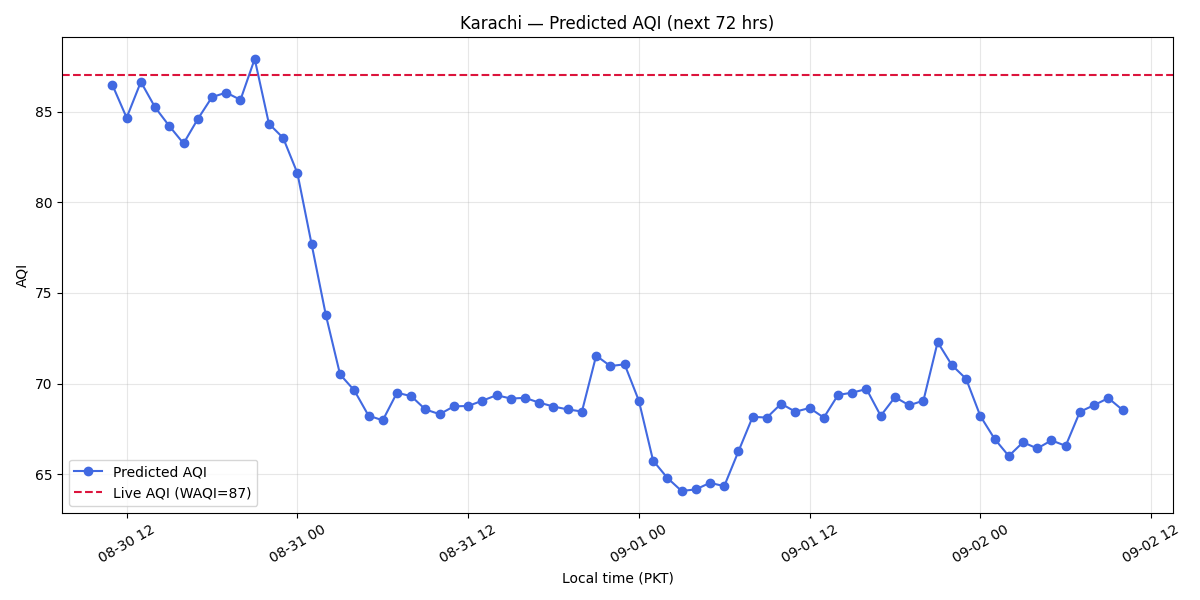 Karachi — Predicted AQI (next 72 hrs)
AQI
85
80
75
70
65
Predicted AQI
Live AQI (WAQI=87)
08-30 12
08-31 00
08-31 12
09-01 00
09-01 12
09-02 00
09-02 12
Local time (PKT)